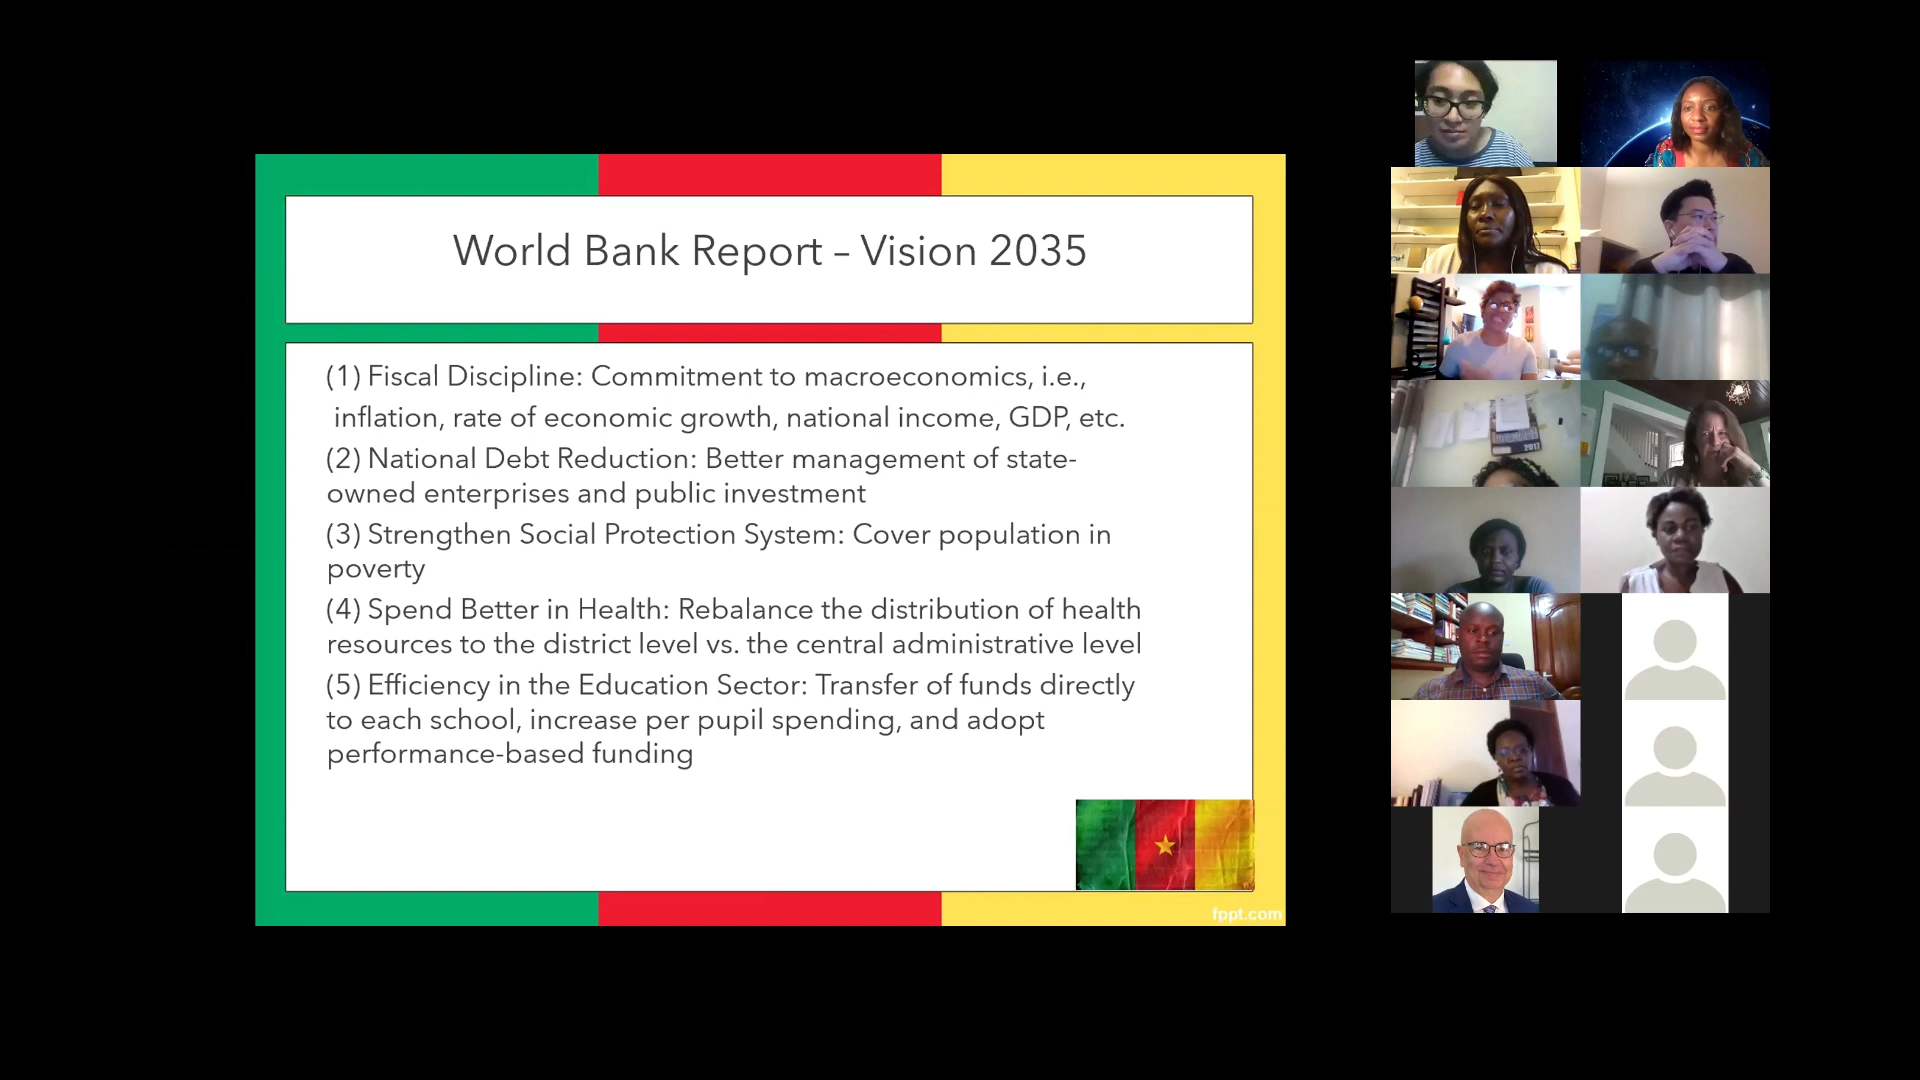 World Bank Report – Vision 2035
(1) Fiscal Discipline: Commitment to macroeconomics, i.e.,
inflation, rate of economic growth, national income, GDP, etc.
(2) National Debt Reduction: Better management of state-
owned enterprises and public investment
(3) Strengthen Social Protection System: Cover population in
poverty
(4) Spend Better in Health: Rebalance the distribution of health
resources to the district level vs. the central administrative level
(5) Efficiency in the Education Sector: Transfer of funds directly
to each school, increase per pupil spending, and adopt
performance-based funding
fppt.com
2017